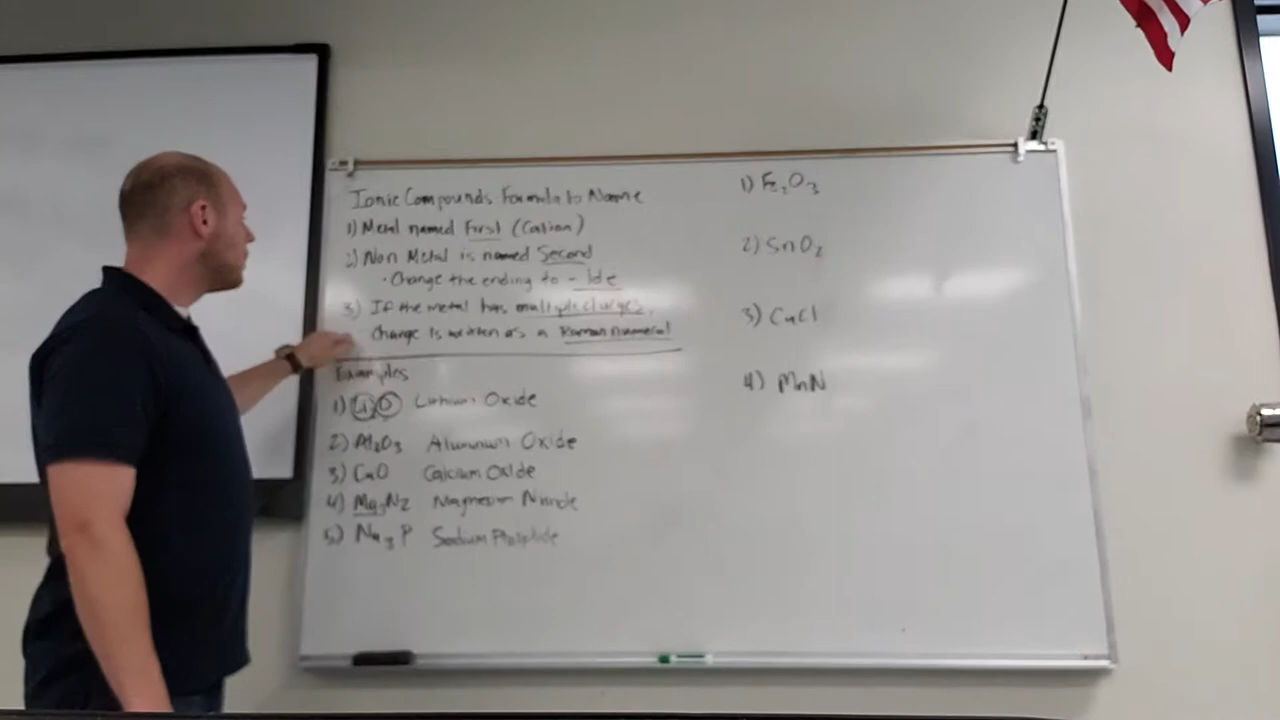 Ionic Compounds Formula to Name
1) Metal named First (Cation)
2) Non Metal is named Second
· Change the ending to - Ide
3) If the metal has multiple charges,
Charge is written as a Roman numeral
Examples
1) Li O Lithium Oxide
2) Al₂O₃ Aluminum Oxide
3) CaO Calcium Oxide
4) Mg₃N₂ Magnesium Nitride
5) Na₃P Sodium Phosphide
1) Fe₂O₃
2) SnO₂
3) CuCl
4) MnN